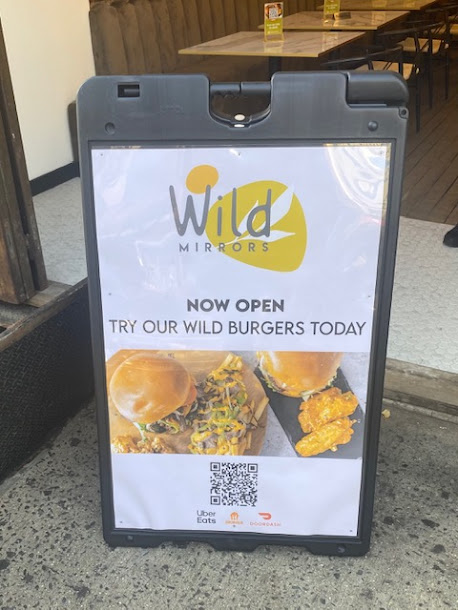 Wild
MIRRORS
NOW OPEN
TRY OUR WILD BURGERS TODAY
Uber
Eats
DOORDASH